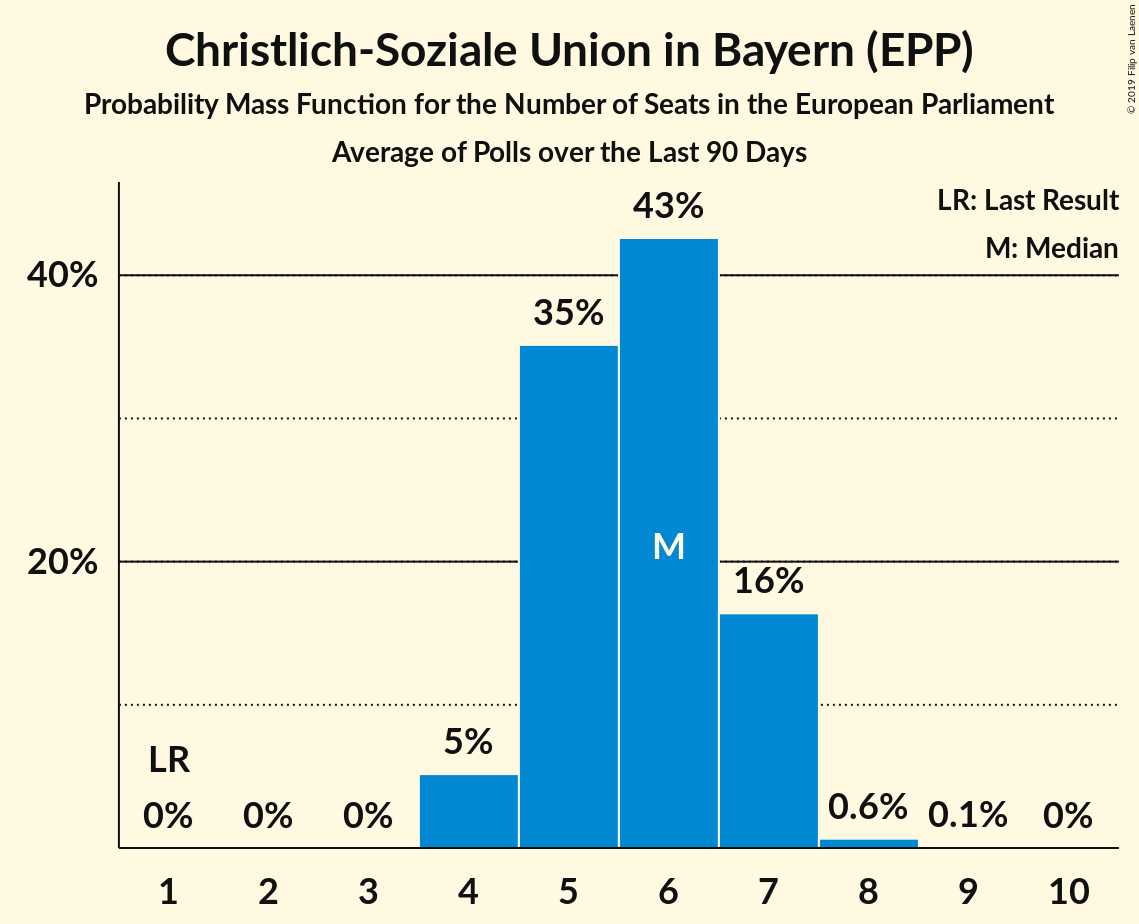 Christlich-Soziale Union in Bayern (EPP)
Probability Mass Function for the Number of Seats in the European Parliament
Average of Polls over the Last 90 Days
© 2019 Filip van Laenen
LR: Last Result
M: Median
43%
40%
35%
M
20%
16%
5%
LR
0% 0% 0% 0.6% 0.1% 0%
1 2 3 4 5 6 7 8 9 10